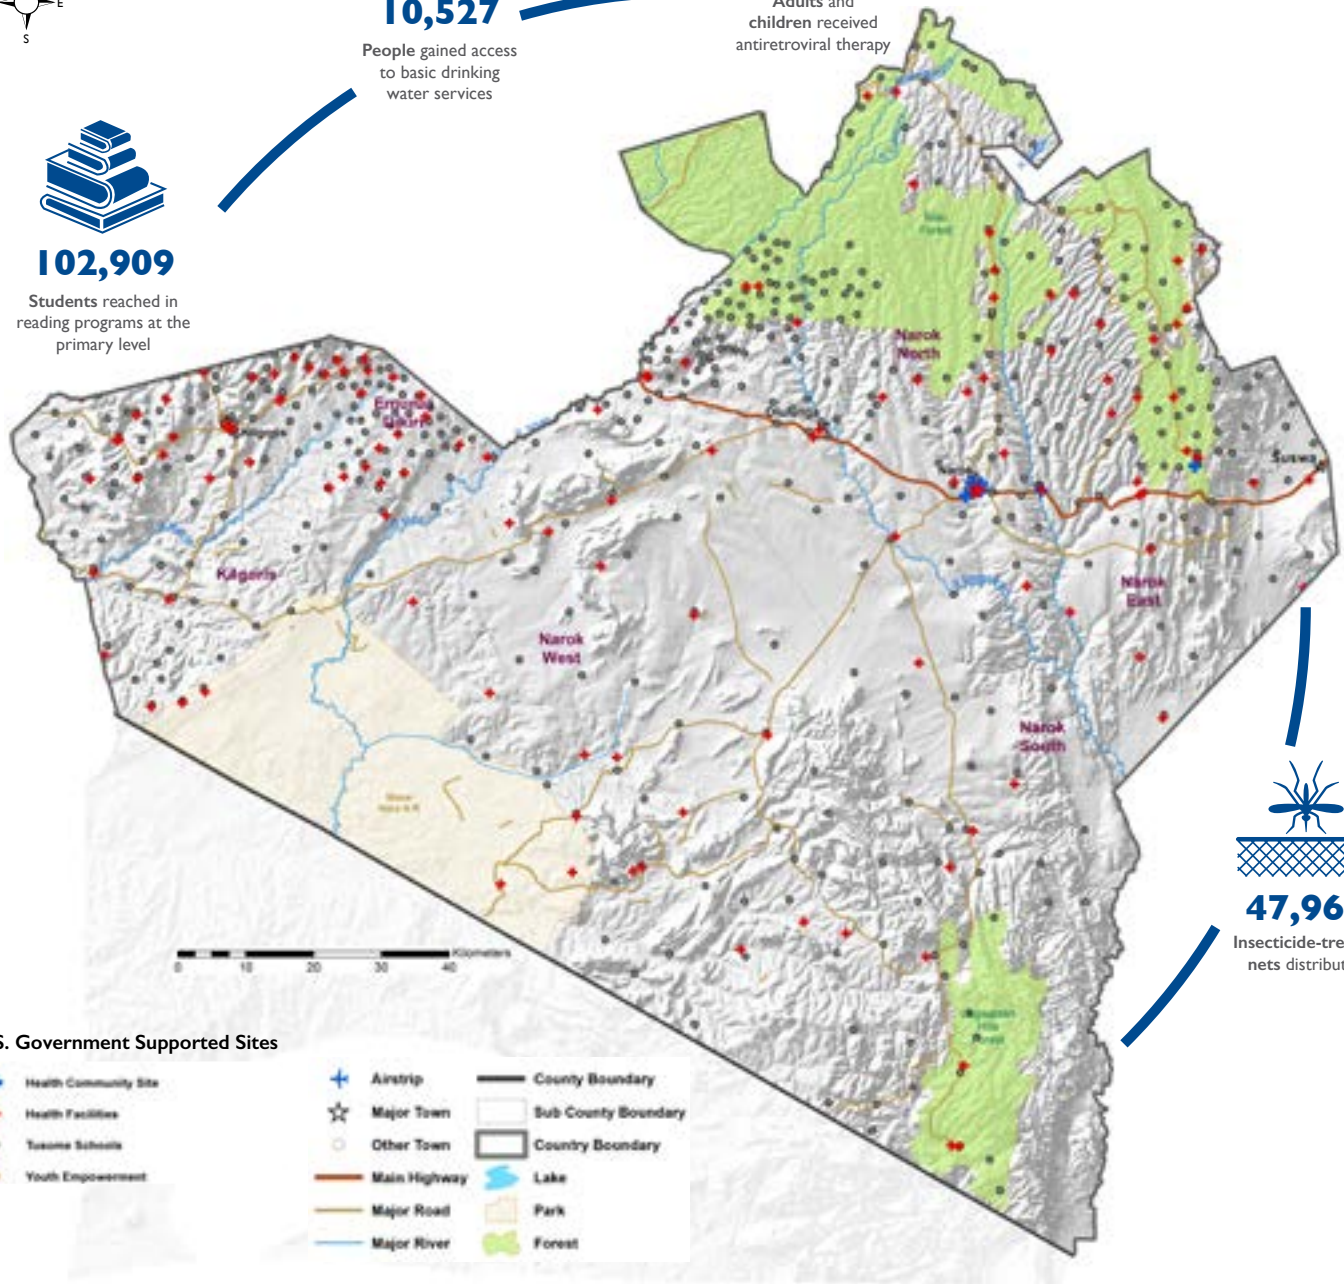 E
S
10,527
People gained access
to basic drinking
water services
Adults and
children received
antiretroviral therapy
102,909
Students reached in
reading programs at the
primary level
Narok
North
Suswa
Kilgoris
Narok
West
Narok
East
Narok
South
47,96
Insecticide-tre
nets distribut
Kilometers
0 10 20 30 40
S. Government Supported Sites
Health Community Site
Health Facilities
Tusome Schools
Youth Empowerment
Airstrip
Major Town
Other Town
Main Highway
Major Road
Major River
County Boundary
Sub County Boundary
Country Boundary
Lake
Park
Forest